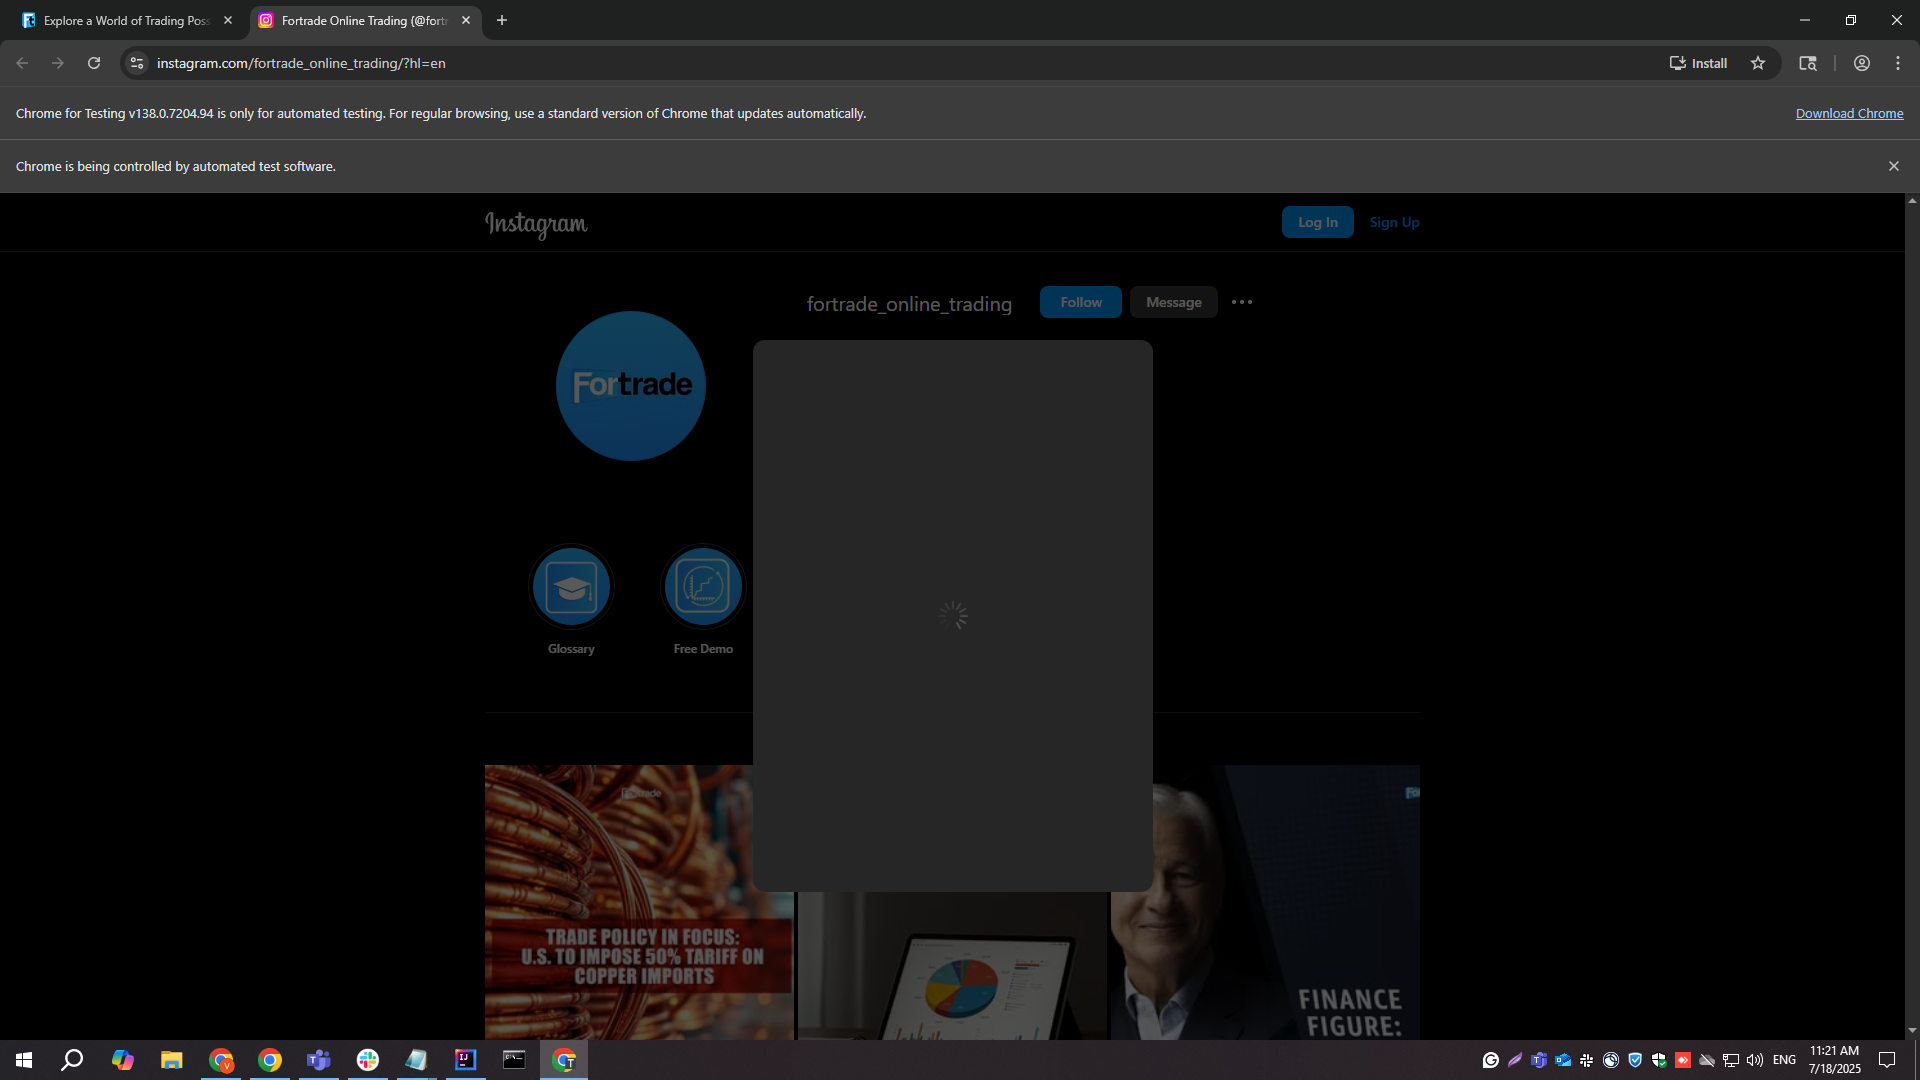 Explore a World of Trading Poss
Fortrade Online Trading (@fortr
instagram.com/fortrade_online_trading/?hl=en
Install
Chrome for Testing v138.0.7204.94 is only for automated testing. For regular browsing, use a standard version of Chrome that updates automatically.
Download Chrome
Chrome is being controlled by automated test software.
Instagram
Log In
Sign Up
fortrade_online_trading
Follow
Message
Fortrade
Glossary
Free Demo
Fortrade
For
TRADE POLICY IN FOCUS:
U.S. TO IMPOSE 50% TARIFF ON
COPPER IMPORTS
FINANCE
FIGURE:
ENG
11:21 AM
7/18/2025